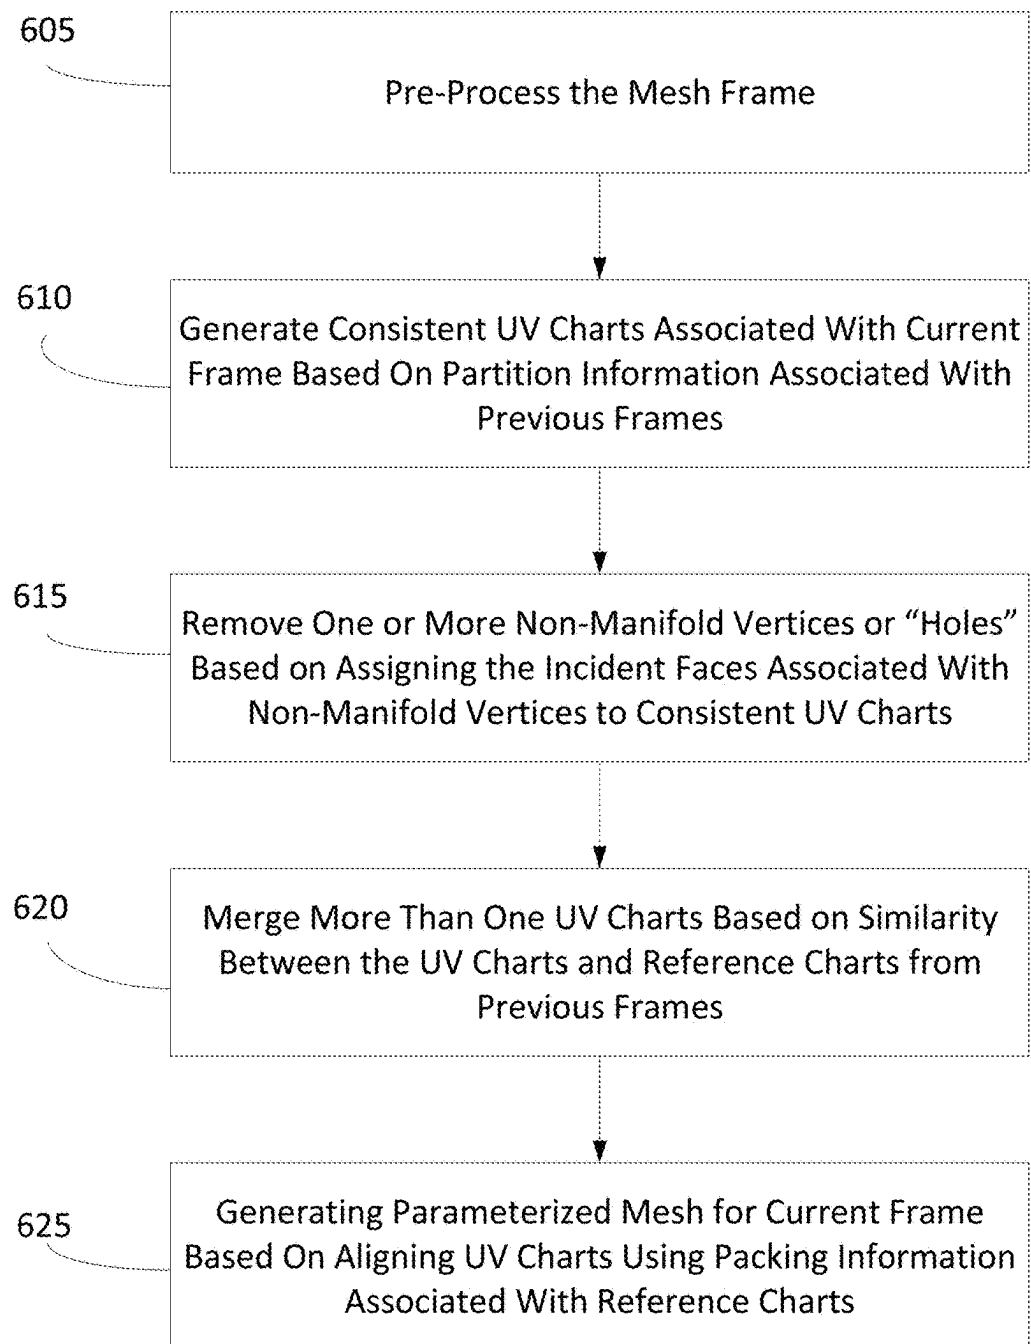 605
Pre-Process the Mesh Frame
610
Generate Consistent UV Charts Associated With Current
Frame Based On Partition Information Associated With
Previous Frames
615
Remove One or More Non-Manifold Vertices or “Holes”
Based on Assigning the Incident Faces Associated With
Non-Manifold Vertices to Consistent UV Charts
620
Merge More Than One UV Charts Based on Similarity
Between the UV Charts and Reference Charts from
Previous Frames
625
Generating Parameterized Mesh for Current Frame
Based On Aligning UV Charts Using Packing Information
Associated With Reference Charts